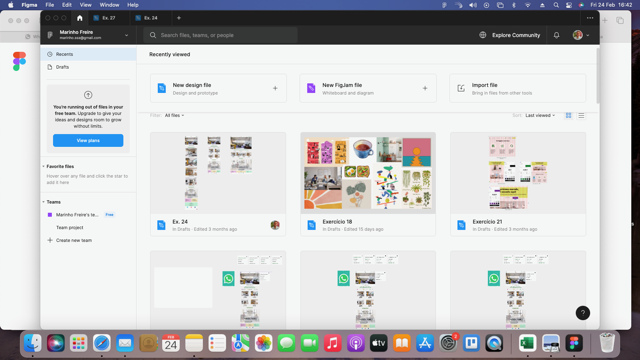 Figma File Edit View Window Help
Fri 24 Feb 16:42
Ex. 27
Ex. 24
Marinho Freire
Search files, teams, or people
Explore Community
Recents
Drafts
You're running out of files in your
free team. Upgrade to give your
ideas and designs room to grow
without limits.
View plans
Favorite files
Hover over any file and click the star to
add it here
Teams
Marinho Freire's te...
Free
Team project
Create new team
Recently viewed
New design file
Design and prototype
New FigJam file
Whiteboard and diagram
Import file
Bring in files from other tools
Filter: All files
Sort: Last viewed
Ex. 24
In Drafts · Edited 3 months ago
Exercício 18
In Drafts · Edited 15 days ago
Exercício 21
In Drafts · Edited 3 months ago
?
FEB
24
tv